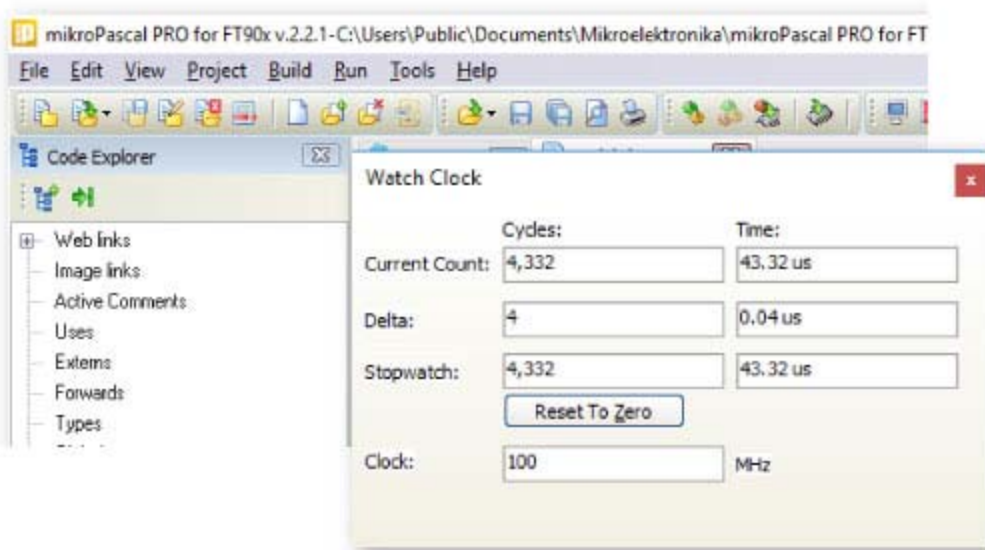 mikroPascal PRO for FT90x v.2.2.1-C:\Users\Public\Documents\Mikroelektronika\mikroPascal PRO for FT
File Edit View Project Build Run Tools Help
Code Explorer
Web links
Image links
Active Comments
Uses
Externs
Forwards
Types
Watch Clock
Cycles: Time:
Current Count: 4,332 43.32 us
Delta: 4 0.04 us
Stopwatch: 4,332 43.32 us
Reset To Zero
Clock: 100 MHz